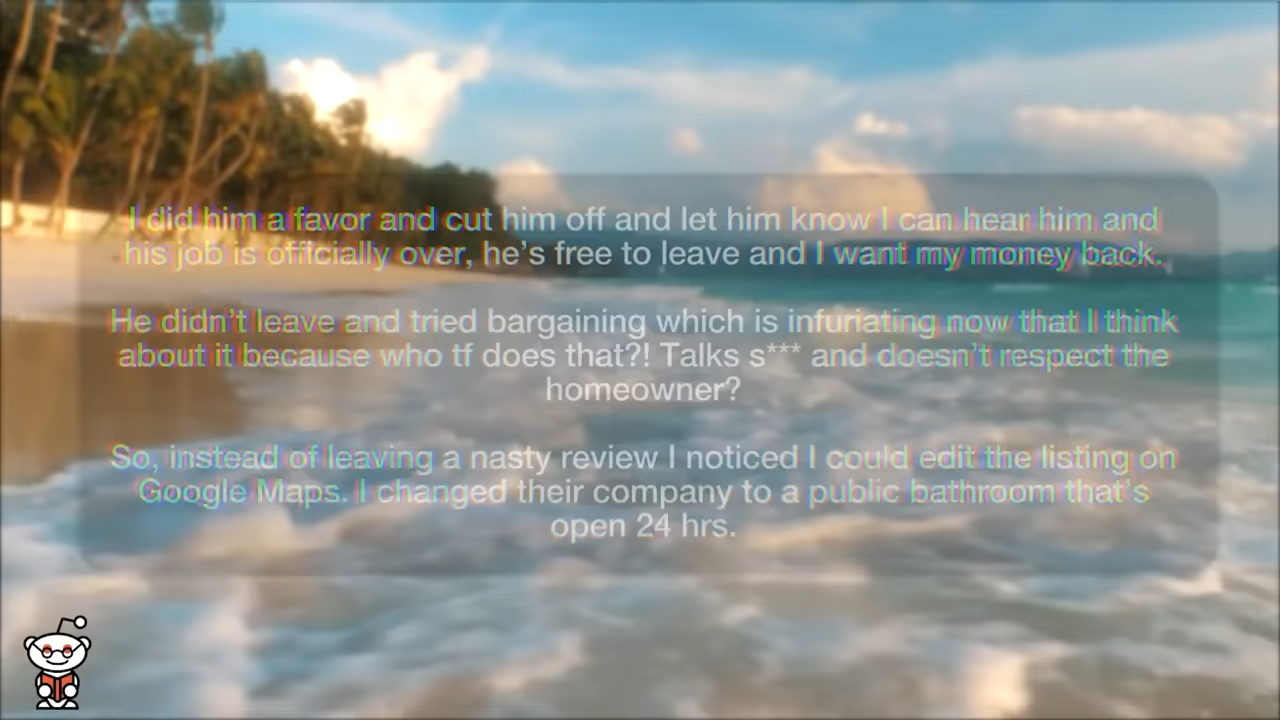 I did him a favor and cut him off and let him know I can hear him and
his job is officially over, he’s free to leave and I want my money back.
He didn’t leave and tried bargaining which is infuriating now that I think
about it because who tf does that?! Talks s*** and doesn’t respect the
homeowner?
So, instead of leaving a nasty review I noticed I could edit the listing on
Google Maps. I changed their company to a public bathroom that’s
open 24 hrs.